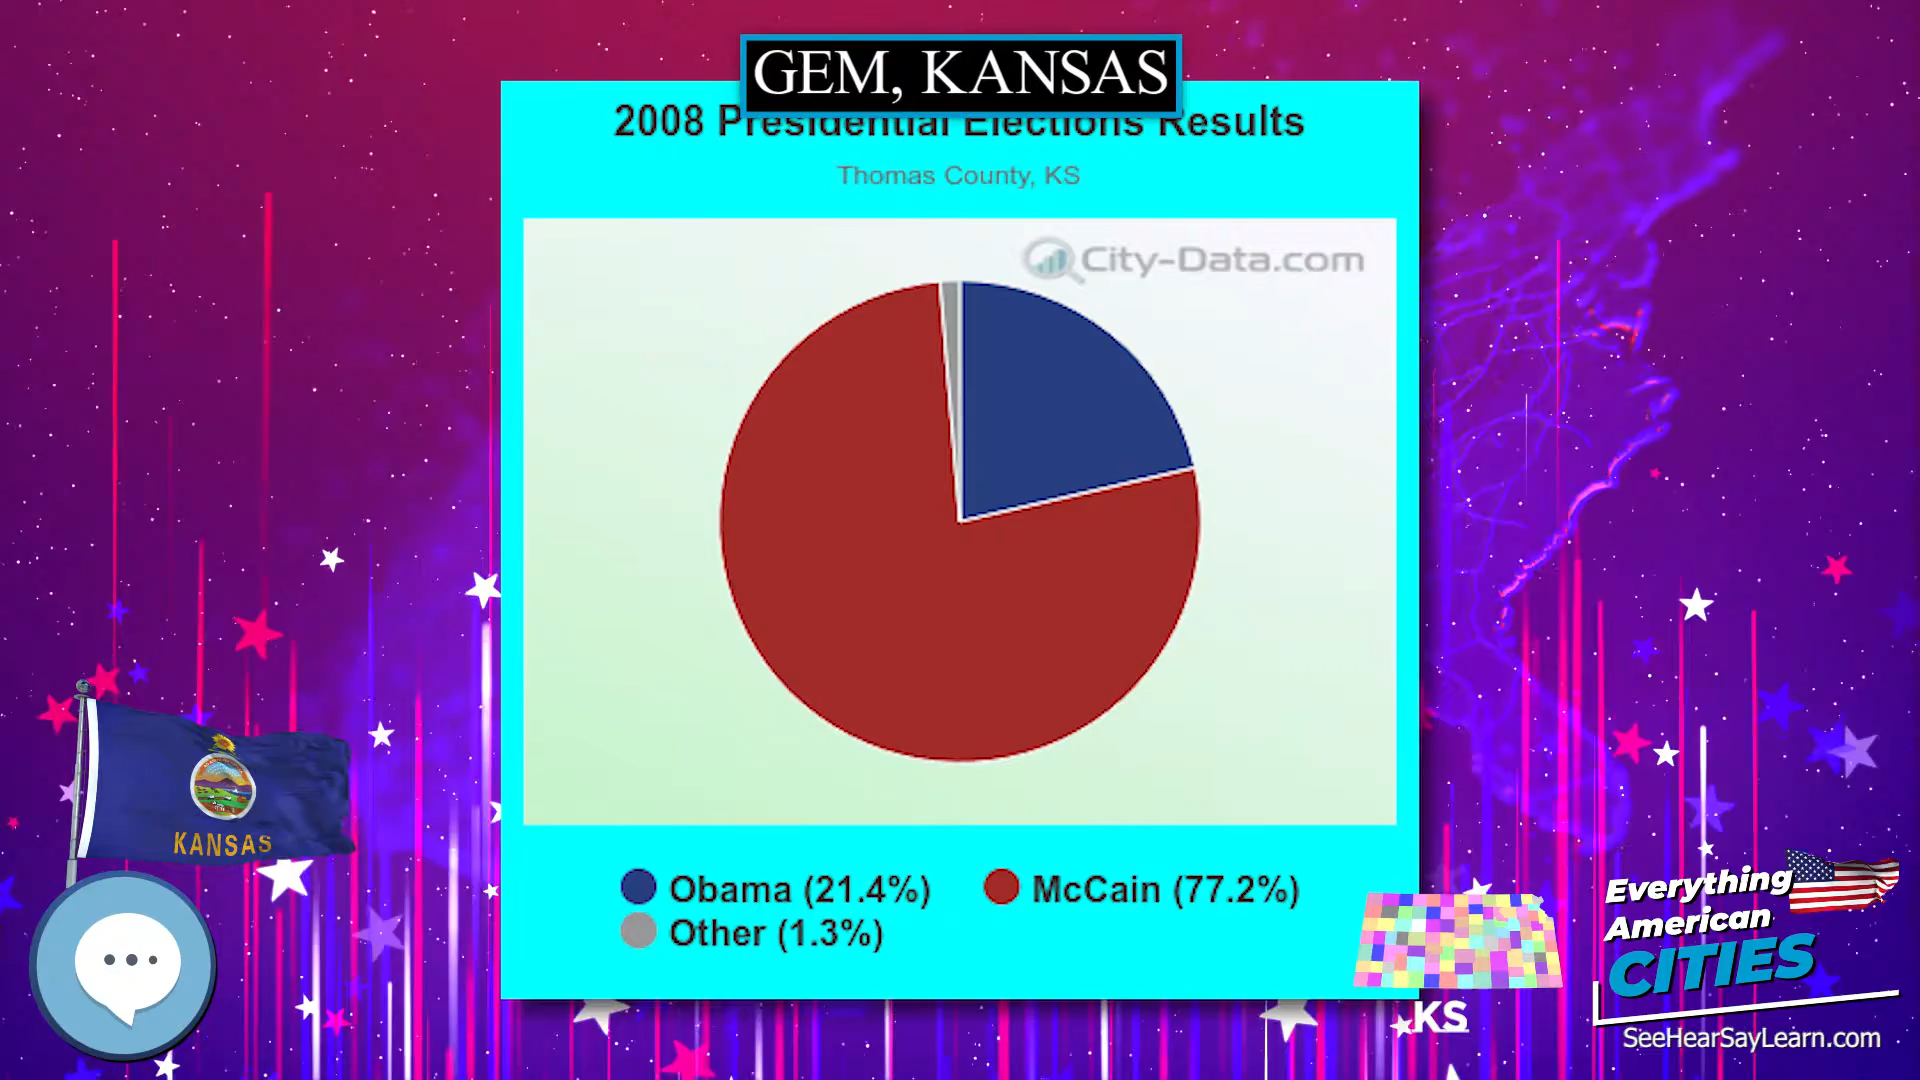 GEM, KANSAS
2008 Presidential Elections Results
Thomas County, KS
City-Data.com
Obama (21.4%) McCain (77.2%)
Other (1.3%)
KANSAS
KS
Everything
American
CITIES
SeeHearSayLearn.com